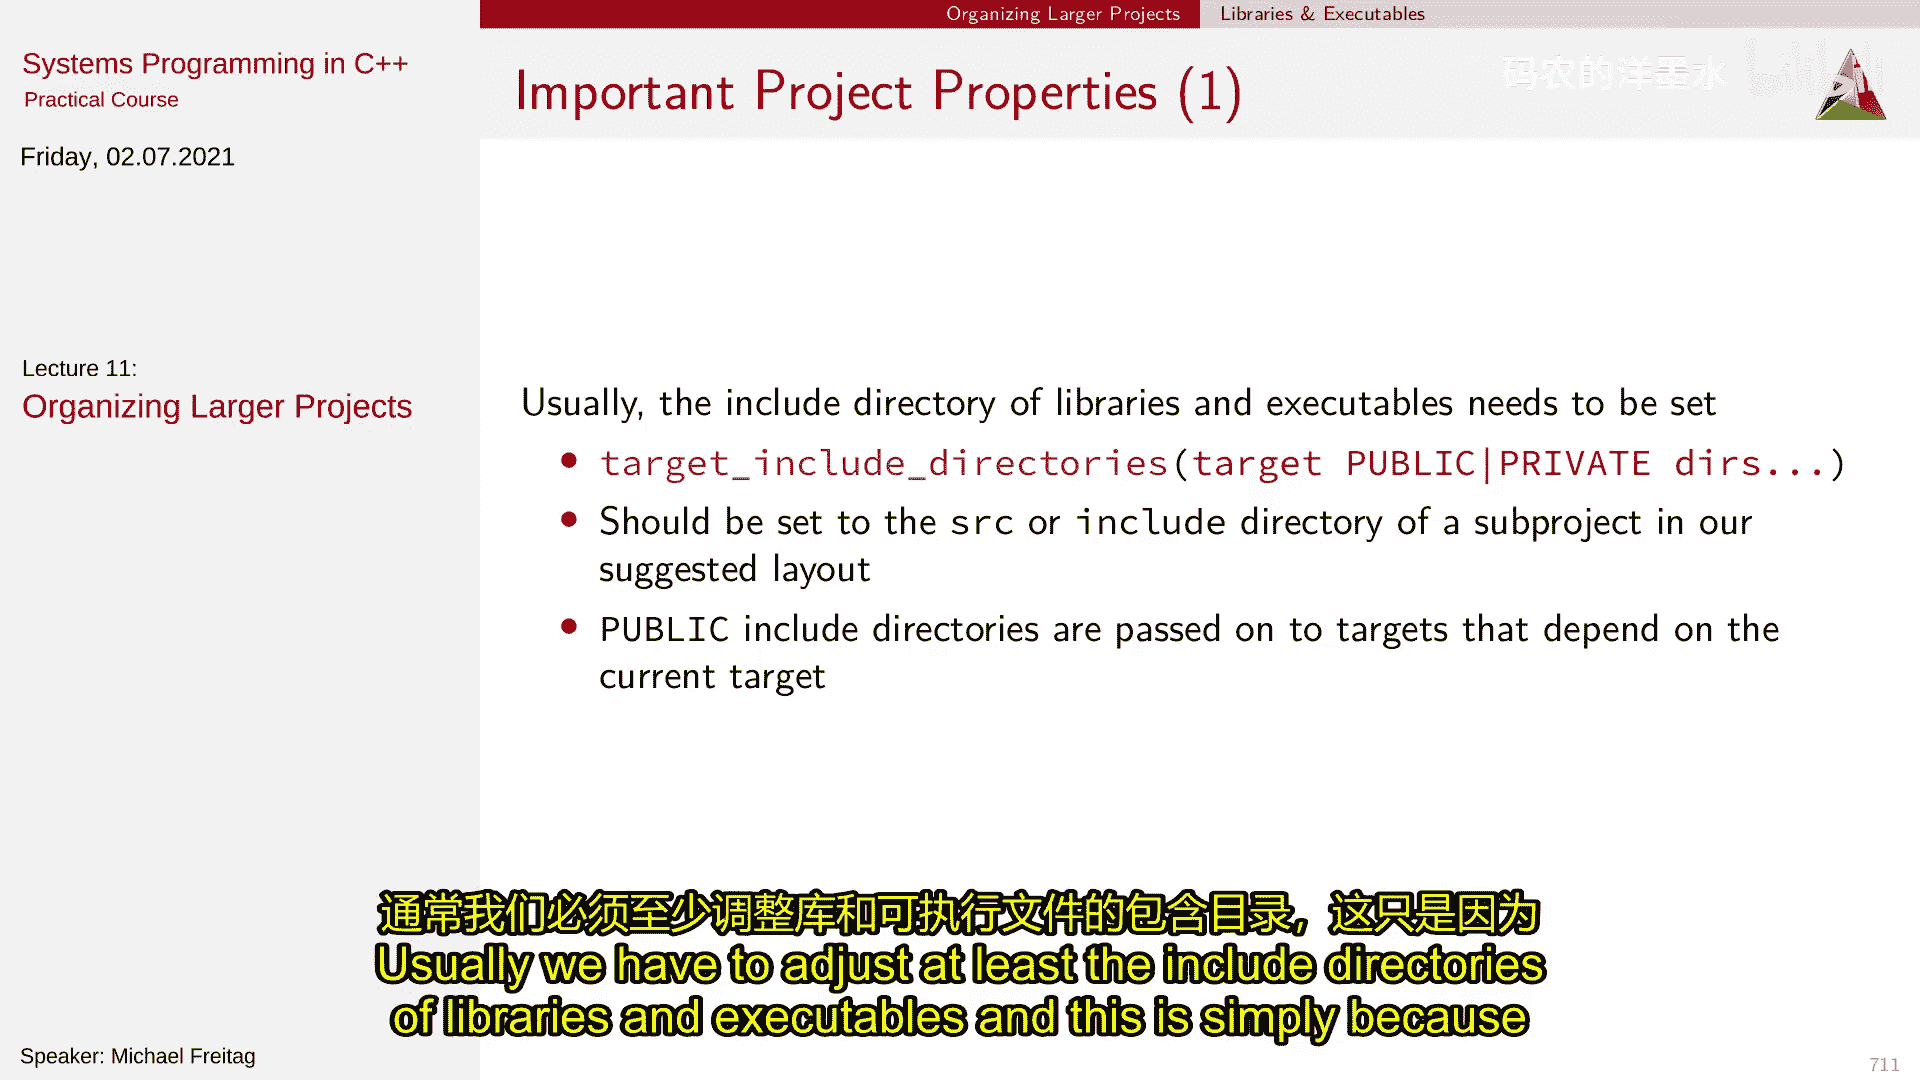 Organizing Larger Projects
Libraries & Executables
Systems Programming in C++
Practical Course
Friday, 02.07.2021
Important Project Properties (1)
码农的洋墨水
Lecture 11:
Organizing Larger Projects
Usually, the include directory of libraries and executables needs to be set
• target_include_directories(target PUBLIC|PRIVATE dirs...)
• Should be set to the src or include directory of a subproject in our
suggested layout
• PUBLIC include directories are passed on to targets that depend on the
current target
通常我们必须至少调整库和可执行文件的包含目录，这只是因为
Usually we have to adjust at least the include directories
of libraries and executables and this is simply because
Speaker: Michael Freitag
711